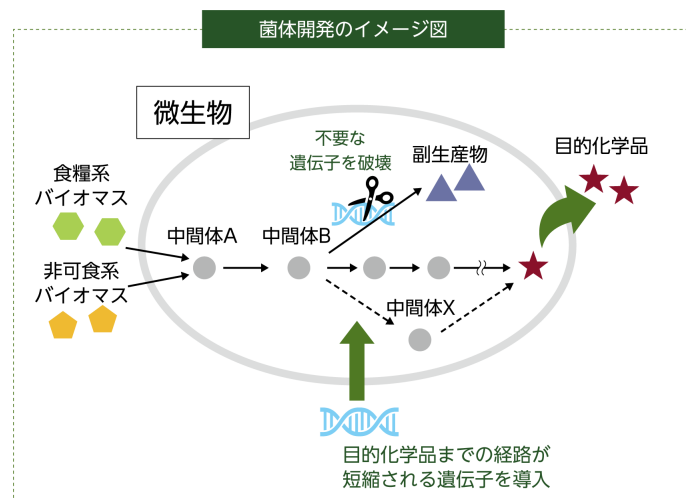 菌体開発のイメージ図
微生物
不要な
遺伝子を破壊
副生産物
目的化学品
食糧系
バイオマス
中間体A
中間体B
非可食系
バイオマス
中間体X
目的化学品までの経路が
短縮される遺伝子を導入